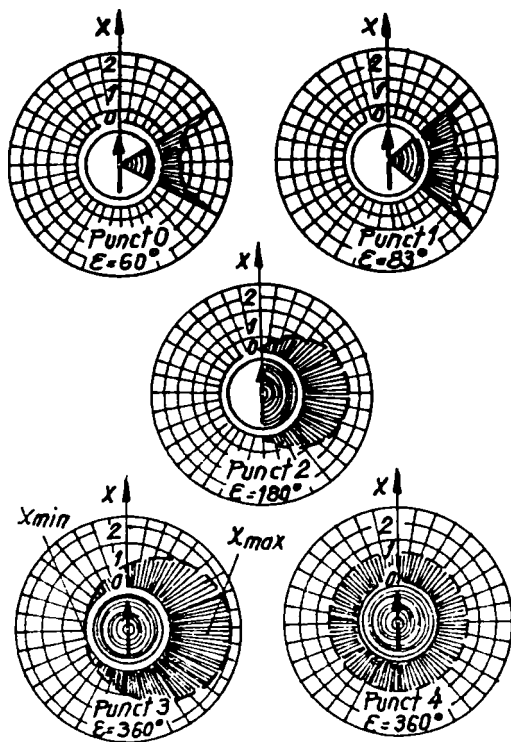 X
X
2
2
1
1
0
0
Punct 0
ε=60°
Punct 1
ε=83°
X
2
1
0
Punct 2
ε=180°
X
X
Xmin
2
1
0
Xmax
2
1
0
Punct 3
ε=360°
Punct 4
ε=360°